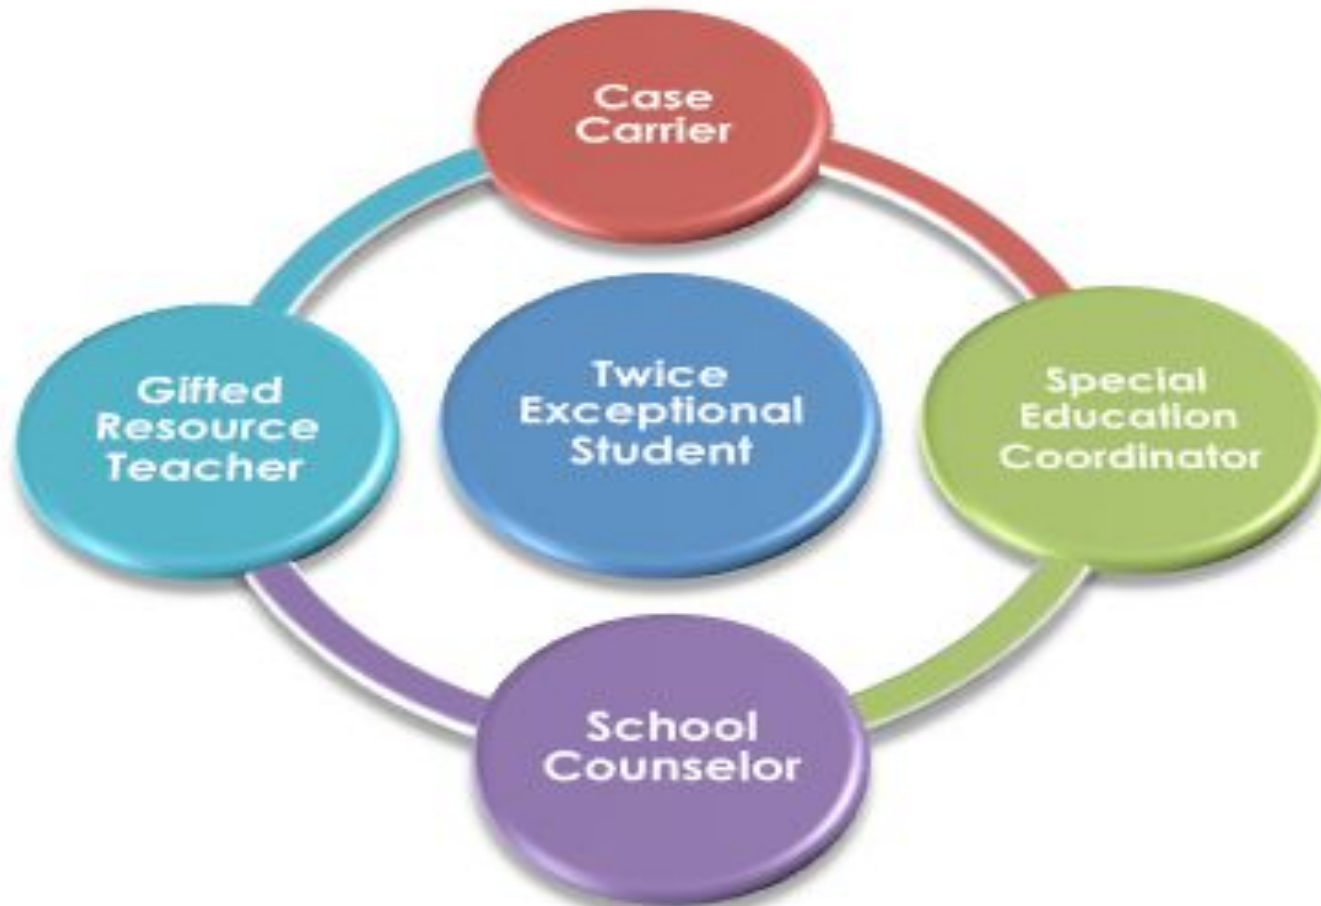 Case
Carrier
Gifted
Resource
Teacher
Twice
Exceptional
Student
Special
Education
Coordinator
School
Counselor